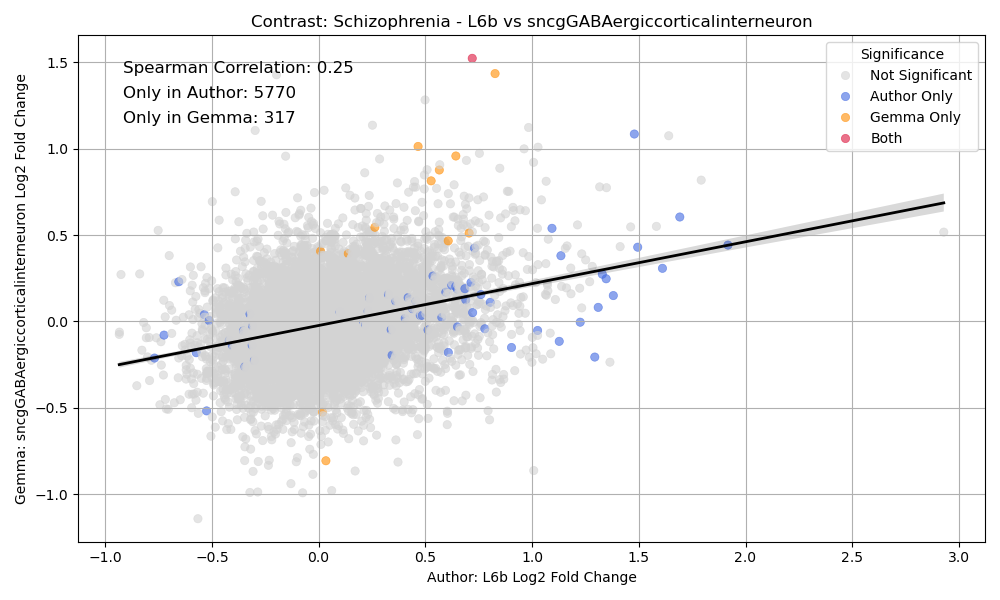 Contrast: Schizophrenia - L6b vs sncgGABAergiccorticalinterneuron
Spearman Correlation: 0.25
Only in Author: 5770
Only in Gemma: 317
Significance
Not Significant
Author Only
Gemma Only
Both
Gemma: sncgGABAergiccorticalinterneuron Log2 Fold Change
1.5
1.0
0.5
0.0
−0.5
−1.0
−1.0 −0.5 0.0 0.5 1.0 1.5 2.0 2.5 3.0
Author: L6b Log2 Fold Change